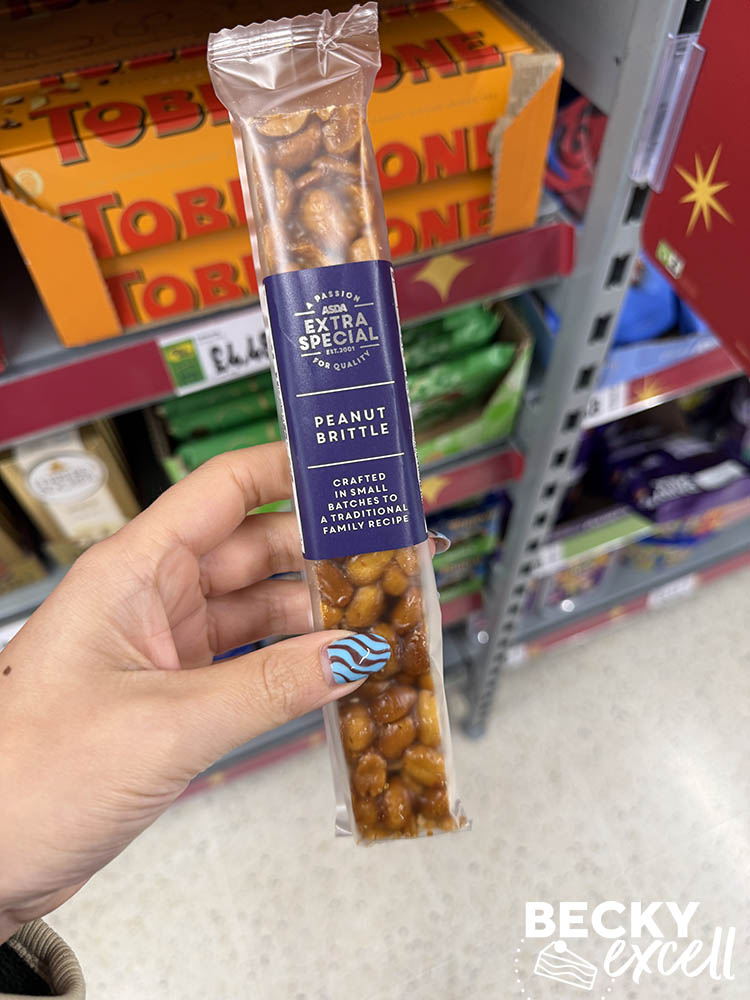 TOBLERONE
TOBLERONE
TOBLERONE
A PASSION
ASDA
EXTRA
SPECIAL
EST.2001
FOR QUALITY
PEANUT
BRITTLE
CRAFTED
IN SMALL
BATCHES TO
A TRADITIONAL
FAMILY RECIPE
BECKY
excell